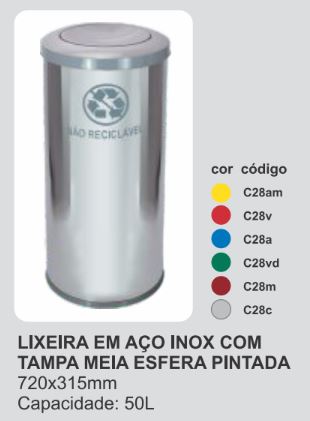 NÃO RECICLÁVEL
cor código
C28am
C28v
C28a
C28vd
C28m
C28c
LIXEIRA EM AÇO INOX COM
TAMPA MEIA ESFERA PINTADA
720x315mm
Capacidade: 50L